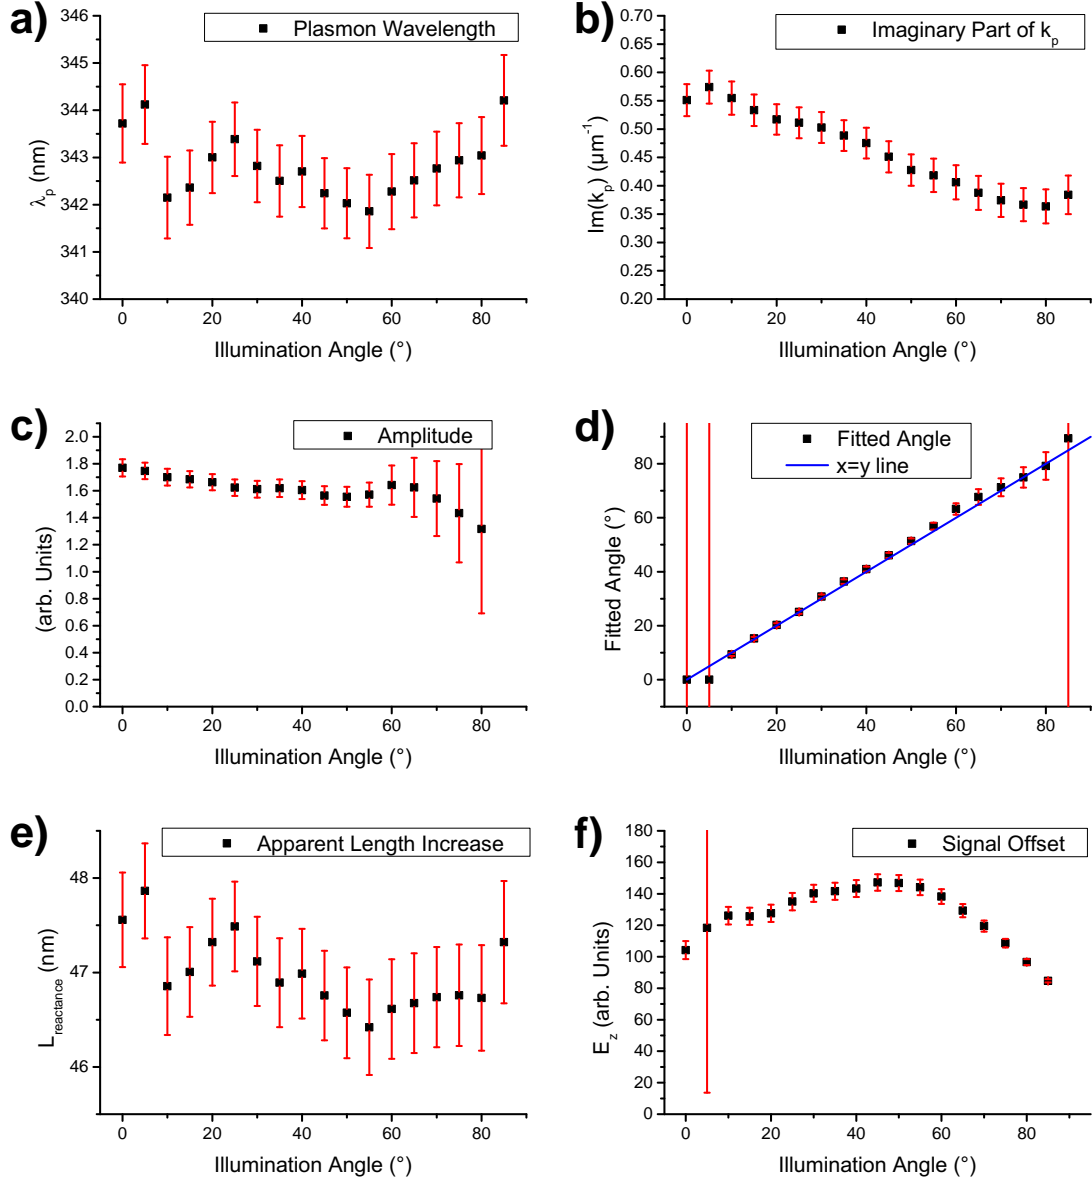 a)
Plasmon Wavelength
346
345
344
343
342
341
340
λp (nm)
0 20 40 60 80
Illumination Angle (°)
b)
Imaginary Part of kp
0.70
0.65
0.60
0.55
0.50
0.45
0.40
0.35
0.30
0.25
0.20
Im(kp) (μm⁻¹)
0 20 40 60 80
Illumination Angle (°)
c)
Amplitude
2.0
1.8
1.6
1.4
1.2
1.0
0.8
0.6
0.4
0.2
0.0
(arb. Units)
0 20 40 60 80
Illumination Angle (°)
d)
Fitted Angle
x=y line
80
60
40
20
0
Fitted Angle (°)
0 20 40 60 80
Illumination Angle (°)
e)
Apparent Length Increase
48
47
46
Lreactance (nm)
0 20 40 60 80
Illumination Angle (°)
f)
Signal Offset
180
160
140
120
100
80
60
40
20
0
Ez (arb. Units)
0 20 40 60 80
Illumination Angle (°)